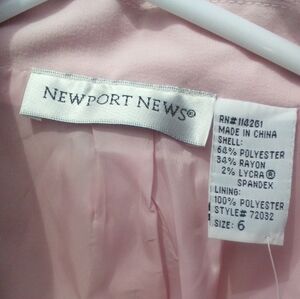 NEWPORT NEWS®
RN# 114261
MADE IN CHINA
SHELL:
64% POLYESTER
34% RAYON
2% LYCRA®
SPANDEX
LINING:
100% POLYESTER
STYLE# 72032
SIZE: 6